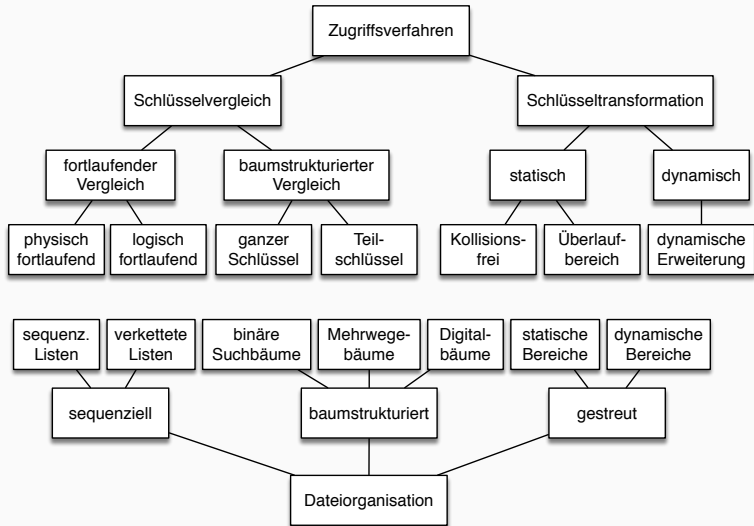 Zugriffsverfahren
Schlüsselvergleich
Schlüsseltransformation
fortlaufender
Vergleich
baumstrukturierter
Vergleich
statisch
dynamisch
physisch
fortlaufend
logisch
fortlaufend
ganzer
Schlüssel
Teil-
schlüssel
Kollisions-
frei
Überlauf-
bereich
dynamische
Erweiterung
sequenz.
Listen
verkettete
Listen
binäre
Suchbäume
Mehrwege-
bäume
Digital-
bäume
statische
Bereiche
dynamische
Bereiche
sequenziell
baumstrukturiert
gestreut
Dateiorganisation